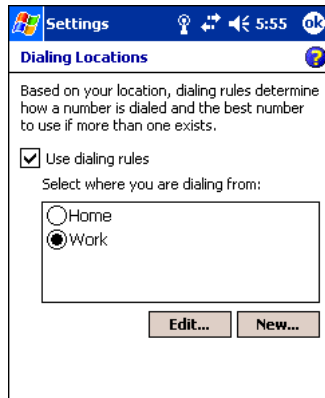 Settings 5:55 ok
Dialing Locations ?
Based on your location, dialing rules determine
how a number is dialed and the best number
to use if more than one exists.
Use dialing rules
Select where you are dialing from:
Home
Work
Edit... New...